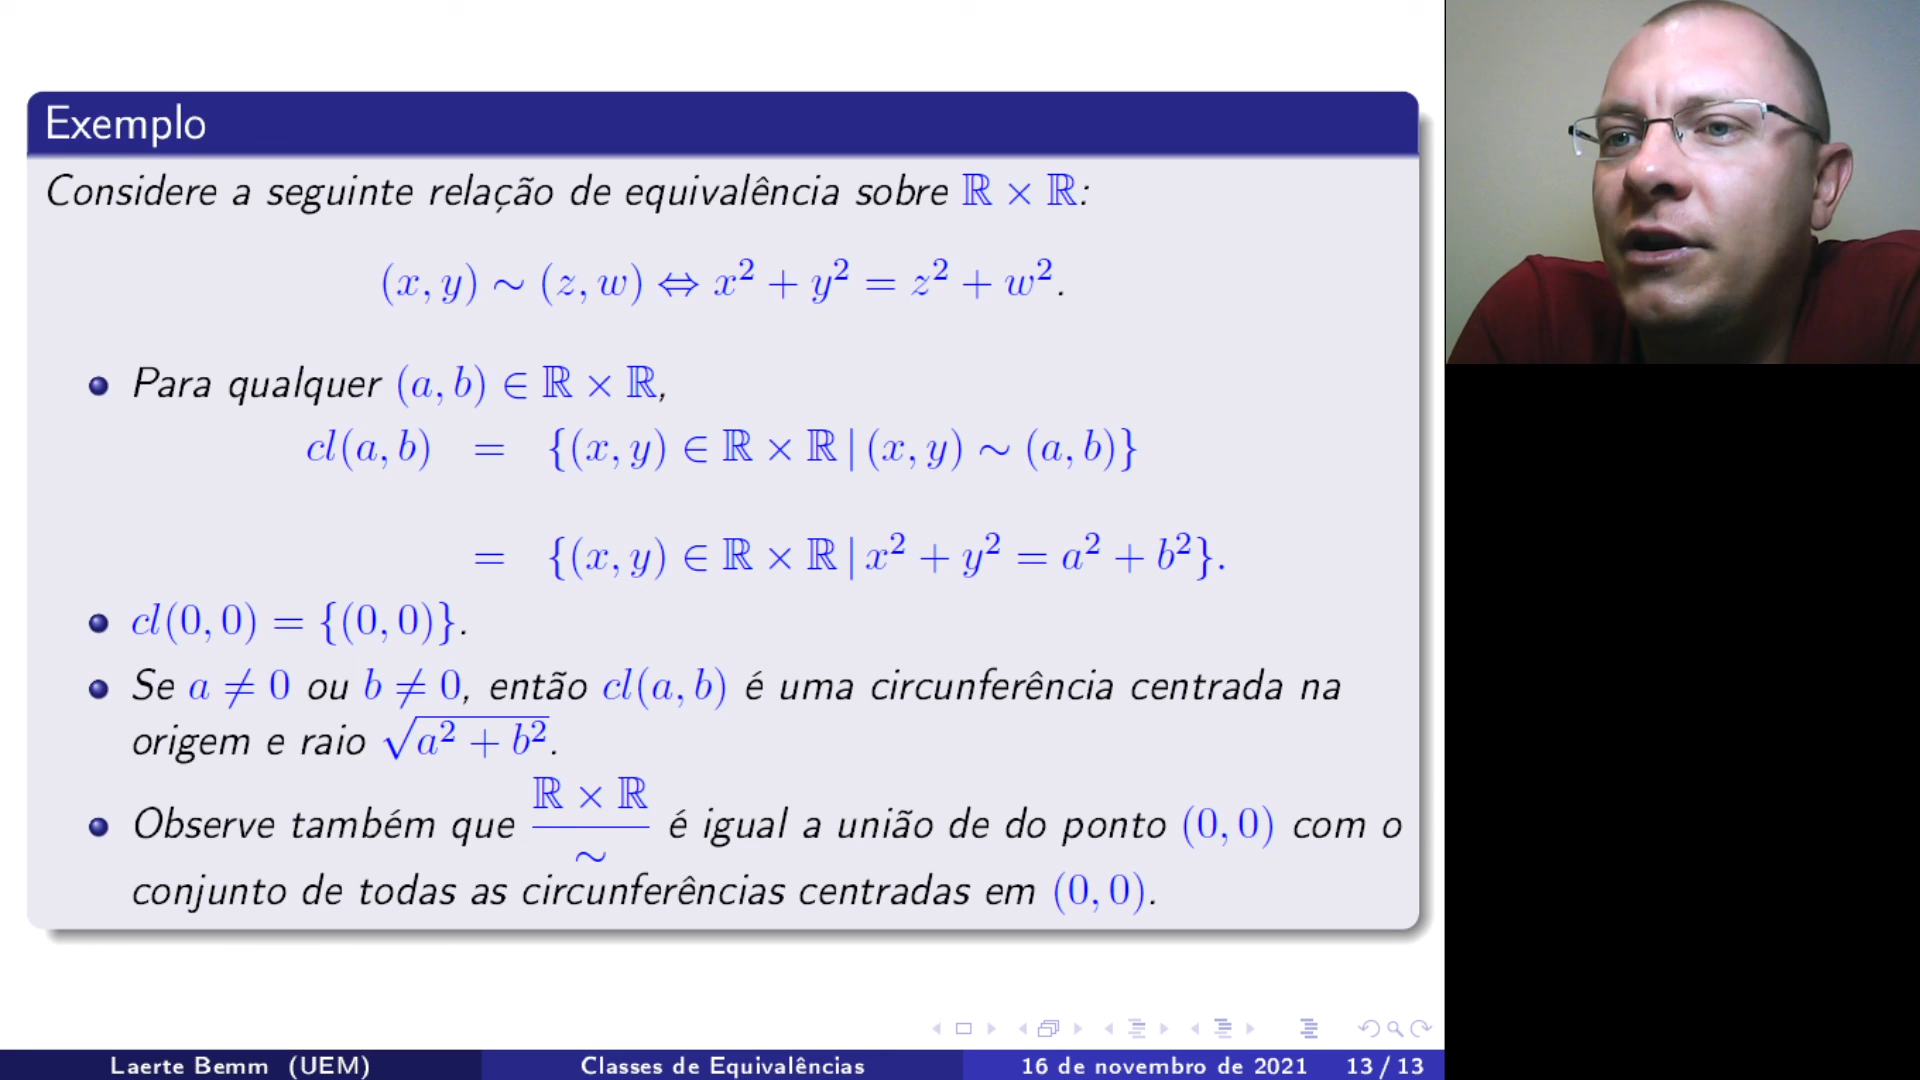 Exemplo
Considere a seguinte relação de equivalência sobre ℝ × ℝ:
(x, y) ∼ (z, w) ⇔ x² + y² = z² + w².
Para qualquer (a, b) ∈ ℝ × ℝ,
cl(a, b) = {(x, y) ∈ ℝ × ℝ | (x, y) ∼ (a, b)}
= {(x, y) ∈ ℝ × ℝ | x² + y² = a² + b²}.
cl(0, 0) = {(0, 0)}.
Se a ≠ 0 ou b ≠ 0, então cl(a, b) é uma circunferência centrada na
origem e raio √(a² + b²).
Observe também que (ℝ × ℝ)/∼ é igual a união de do ponto (0, 0) com o
conjunto de todas as circunferências centradas em (0, 0).
Laerte Bemm (UEM) Classes de Equivalências 16 de novembro de 2021 13 / 13